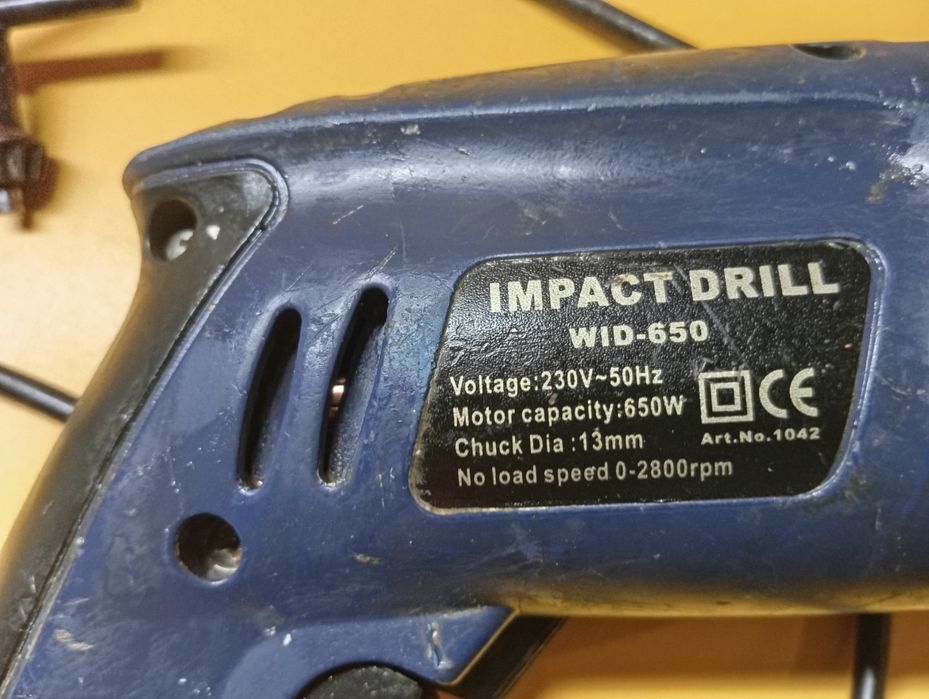 IMPACT DRILL
WID-650
Voltage:230V~50Hz
Motor capacity:650W
Chuck Dia :13mm
No load speed 0-2800rpm
CE
Art.No.1042